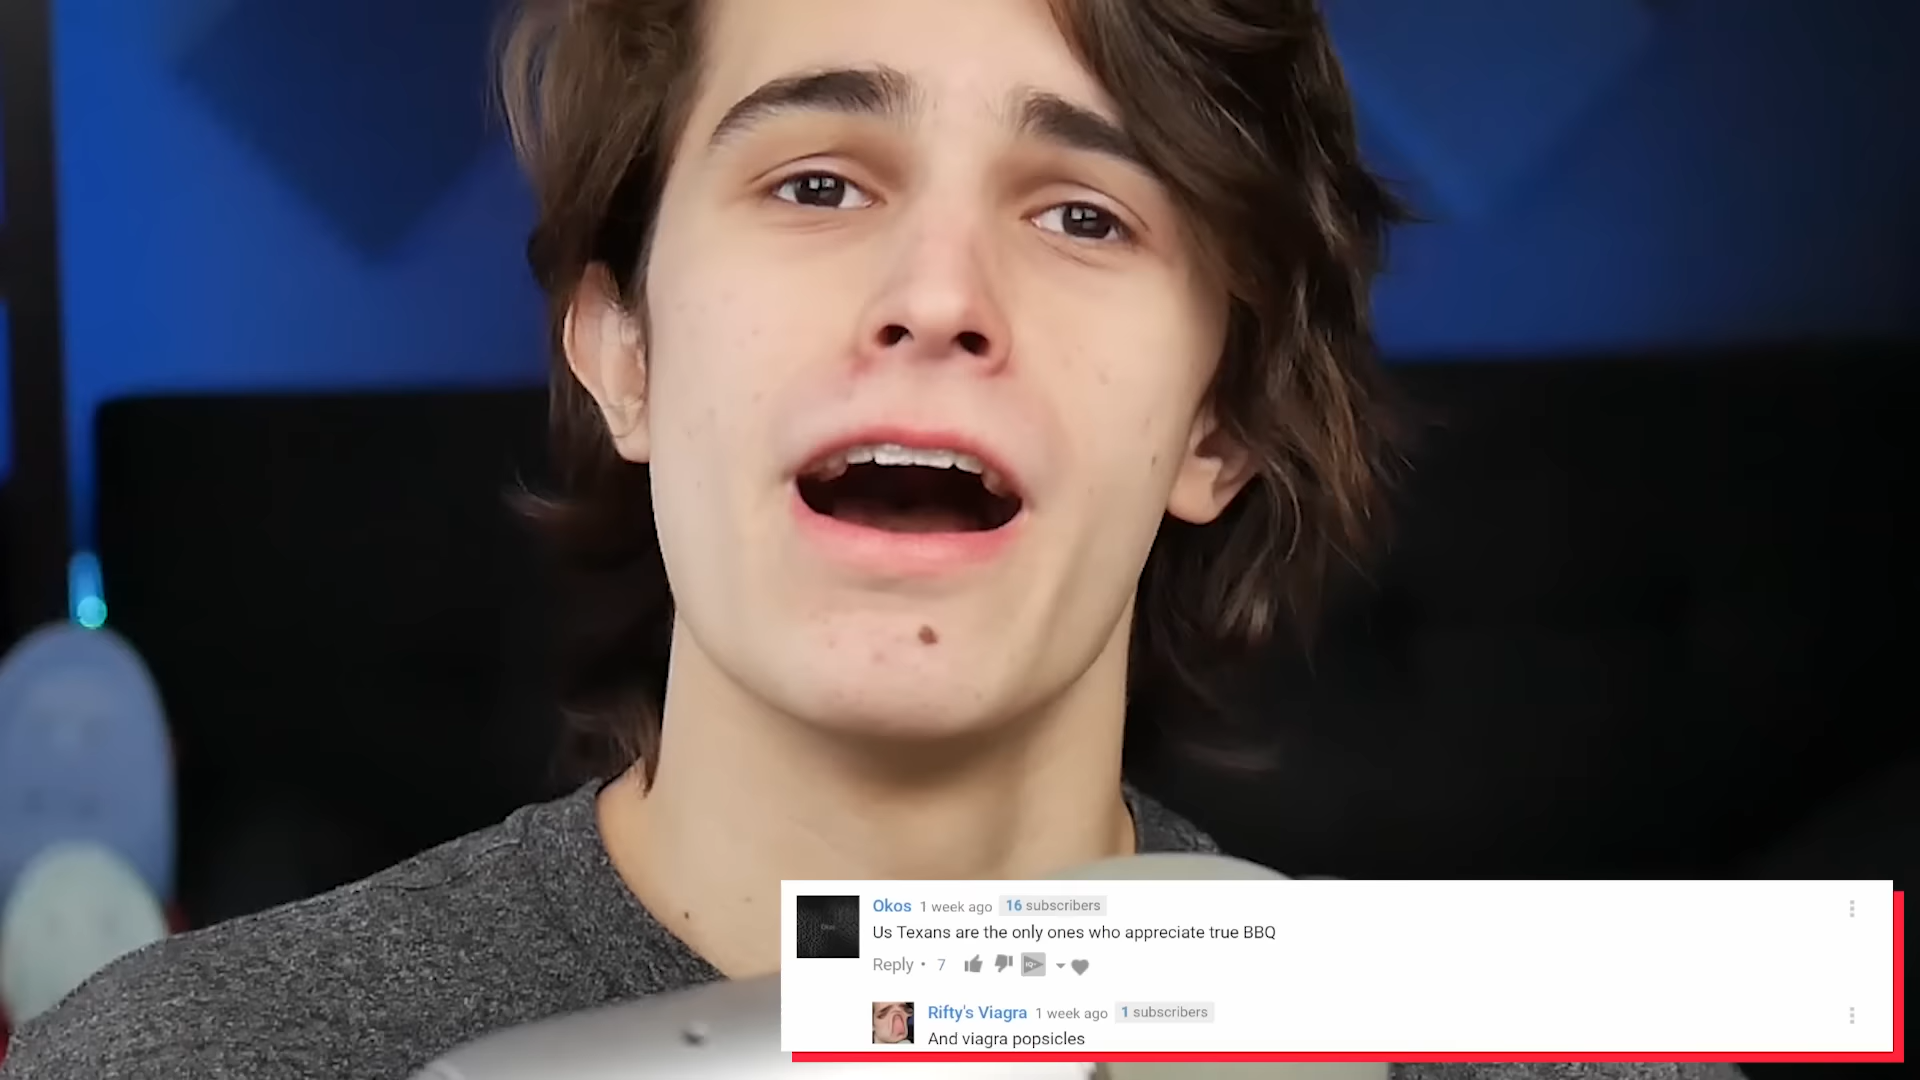 Okos 1 week ago 16 subscribers
Us Texans are the only ones who appreciate true BBQ
Reply • 7
Rifty's Viagra 1 week ago 1 subscribers
And viagra popsicles